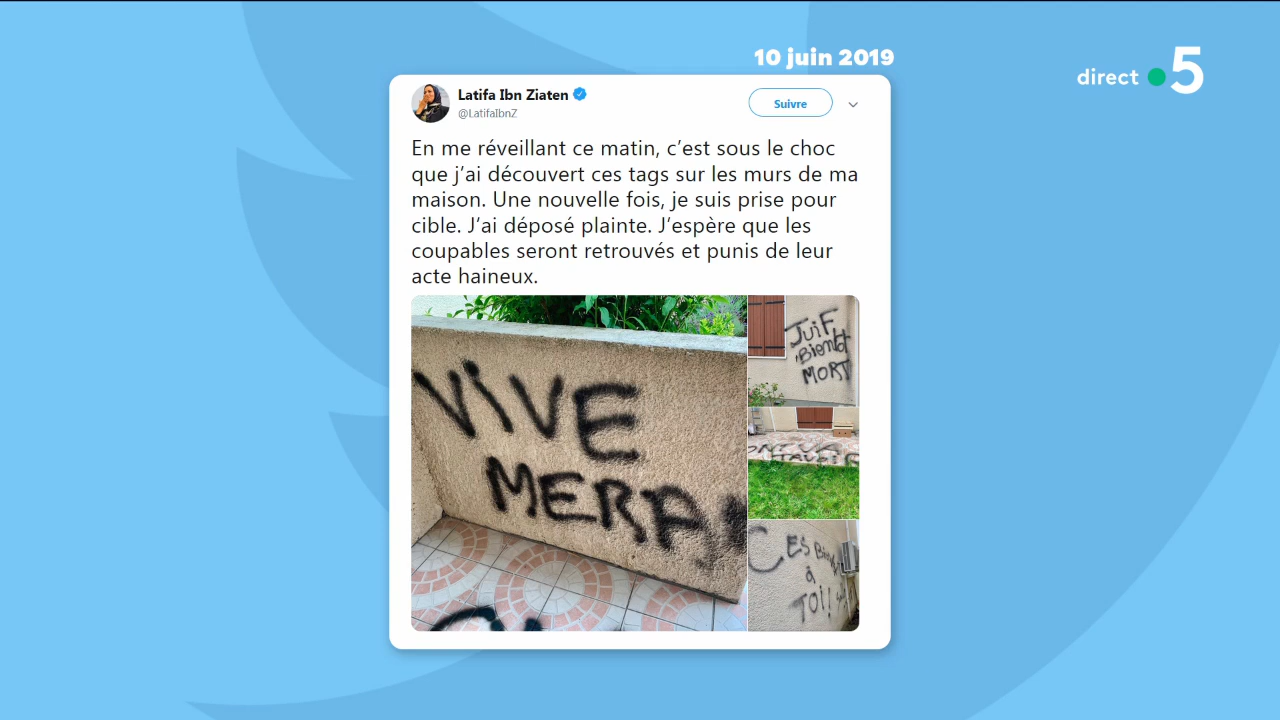 10 juin 2019
direct 5
Latifa Ibn Ziaten
Suivre
@LatifaIbnZ
En me réveillant ce matin, c'est sous le choc
que j'ai découvert ces tags sur les murs de ma
maison. Une nouvelle fois, je suis prise pour
cible. J'ai déposé plainte. J'espère que les
coupables seront retrouvés et punis de leur
acte haineux.
VIVE
MERA
JuiF
Bientot
MORT
C ES
à
TOI!